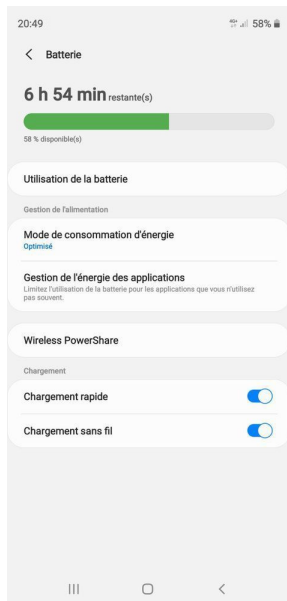 20:49
4G+ 58%
Batterie
6 h 54 min restante(s)
58 % disponible(s)
Utilisation de la batterie
Gestion de l'alimentation
Mode de consommation d'énergie
Optimisé
Gestion de l'énergie des applications
Limitez l'utilisation de la batterie pour les applications que vous n'utilisez
pas souvent.
Wireless PowerShare
Chargement
Chargement rapide
Chargement sans fil